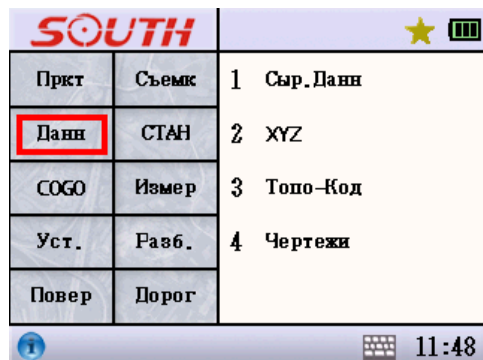 SOUTH
Пркт Съемк 1 Сыр.Данн
Данн СТАН 2 XYZ
COGO Измер 3 Топо-Код
Уст. Разб. 4 Чертежи
Повер Дорог
11:48